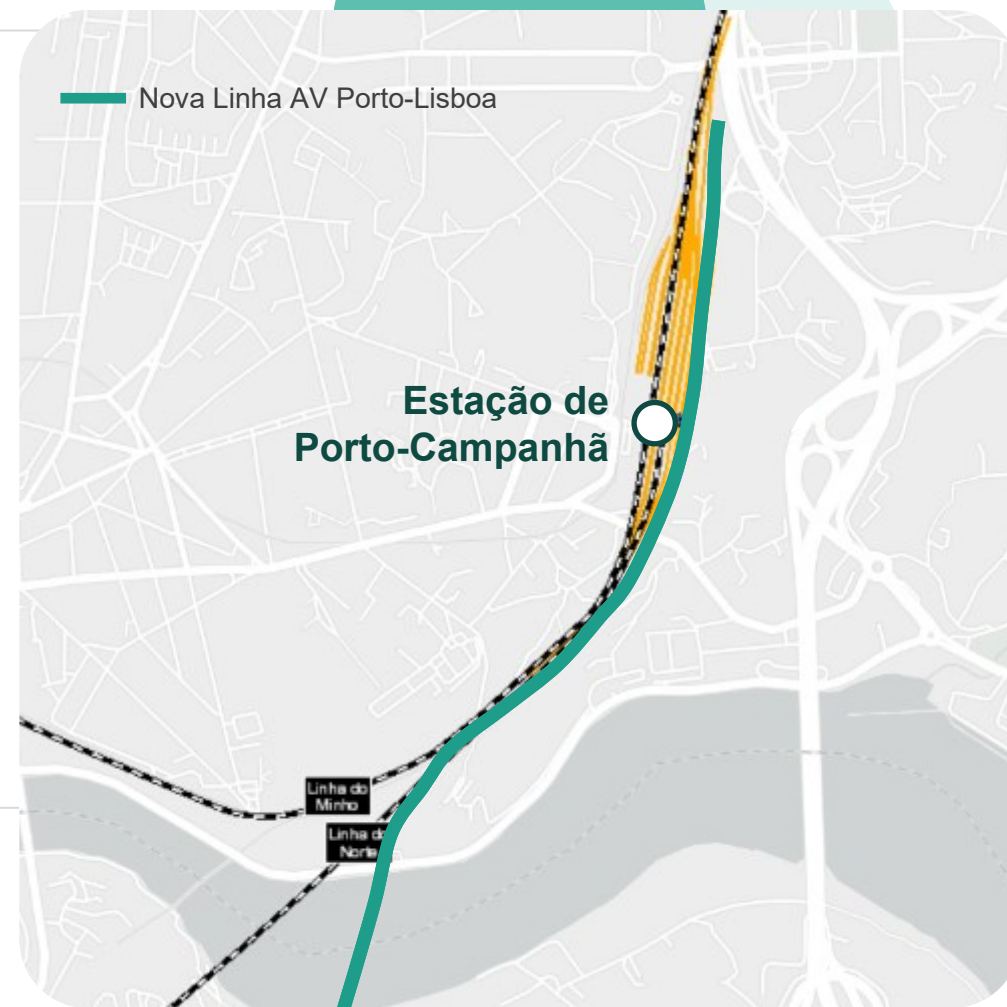 Nova Linha AV Porto-Lisboa
Estação de
Porto-Campanhã
Linha do
Minho
Linha do
Norte